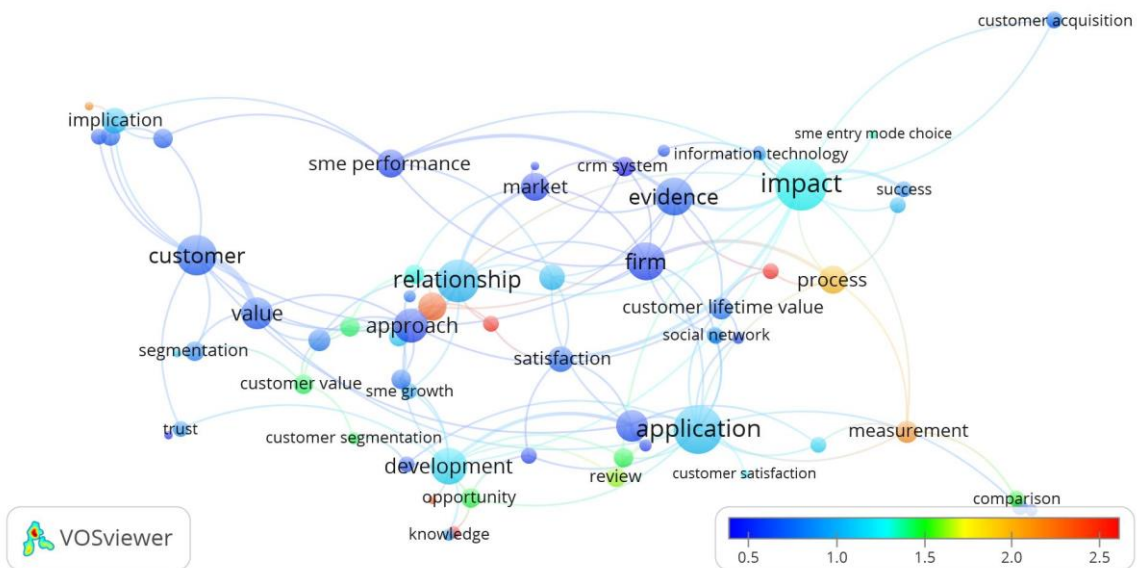 customer acquisition
implication
sme entry mode choice
sme performance
crm system
information technology
market
evidence
impact
success
customer
relationship
firm
process
value
approach
customer lifetime value
social network
segmentation
satisfaction
customer value
sme growth
trust
customer segmentation
application
measurement
development
review
customer satisfaction
opportunity
comparison
knowledge
VOSviewer
0.5 1.0 1.5 2.0 2.5